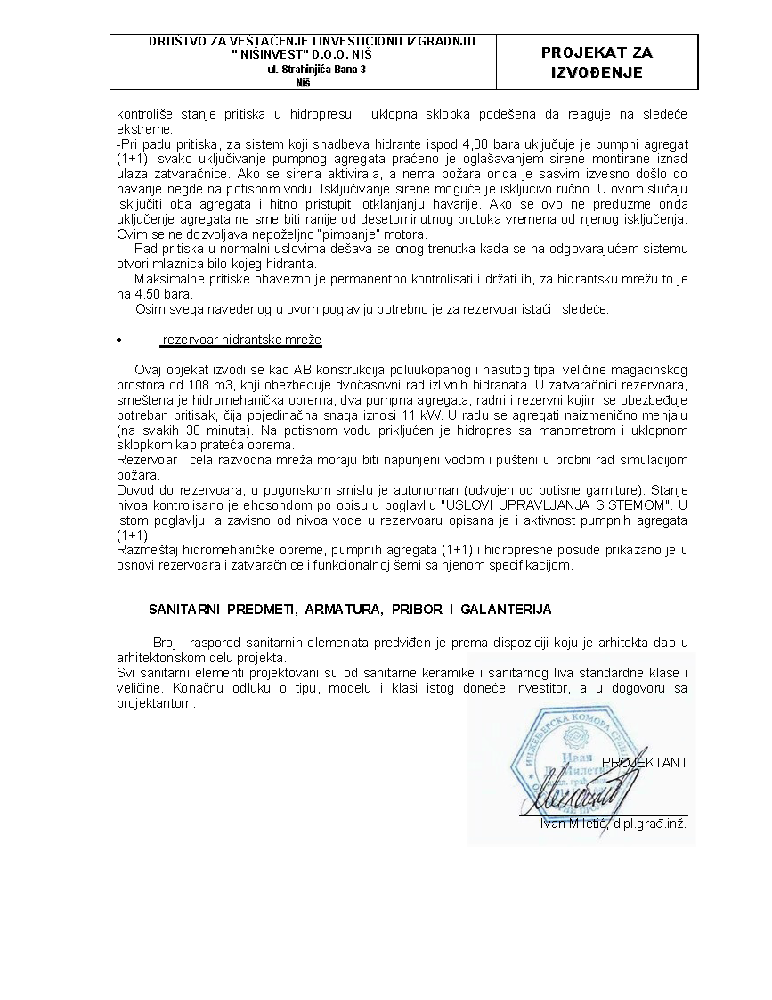 DRUŠTVO ZA VEŠTAČENJE I INVESTICIONU IZGRADNJU
" NIŠINVEST" D.O.O. NIŠ
ul. Strahinjića Bana 3
Niš
PROJEKAT ZA
IZVOĐENJE
kontroliše stanje pritiska u hidropresu i uklopna sklopka podešena da reaguje na sledeće
ekstreme:
-Pri padu pritiska, za sistem koji snadbeva hidrante ispod 4,00 bara uključuje je pumpni agregat
(1+1), svako uključivanje pumpnog agregata praćeno je oglašavanjem sirene montirane iznad
ulaza zatvaračnice. Ako se sirena aktivirala, a nema požara onda je sasvim izvesno došlo do
havarije negde na potisnom vodu. Isključivanje sirene moguće je isključivo ručno. U ovom slučaju
isključiti oba agregata i hitno pristupiti otklanjanju havarije. Ako se ovo ne preduzme onda
uključenje agregata ne sme biti ranije od desetominutnog protoka vremena od njenog isključenja.
Ovim se ne dozvoljava nepoželjno "pimpanje" motora.
Pad pritiska u normalni uslovima dešava se onog trenutka kada se na odgovarajućem sistemu
otvori mlaznica bilo kojeg hidranta.
Maksimalne pritiske obavezno je permanentno kontrolisati i držati ih, za hidrantsku mrežu to je
na 4.50 bara.
Osim svega navedenog u ovom poglavlju potrebno je za rezervoar istaći i sledeće:
• rezervoar hidrantske mreže
Ovaj objekat izvodi se kao AB konstrukcija poluukopanog i nasutog tipa, veličine magacinskog
prostora od 108 m3, koji obezbeđuje dvočasovni rad izlivnih hidranata. U zatvaračnici rezervoara,
smeštena je hidromehanička oprema, dva pumpna agregata, radni i rezervni kojim se obezbeđuje
potreban pritisak, čija pojedinačna snaga iznosi 11 kW. U radu se agregati naizmenično menjaju
(na svakih 30 minuta). Na potisnom vodu priključen je hidropres sa manometrom i uklopnom
sklopkom kao prateća oprema.
Rezervoar i cela razvodna mreža moraju biti napunjeni vodom i pušteni u probni rad simulacijom
požara.
Dovod do rezervoara, u pogonskom smislu je autonoman (odvojen od potisne garniture). Stanje
nivoa kontrolisano je ehosondom po opisu u poglavlju "USLOVI UPRAVLJANJA SISTEMOM". U
istom poglavlju, a zavisno od nivoa vode u rezervoaru opisana je i aktivnost pumpnih agregata
(1+1).
Razmeštaj hidromehaničke opreme, pumpnih agregata (1+1) i hidropresne posude prikazano je u
osnovi rezervoara i zatvaračnice i funkcionalnoj šemi sa njenom specifikacijom.
SANITARNI PREDMETI, ARMATURA, PRIBOR I GALANTERIJA
Broj i raspored sanitarnih elemenata predviđen je prema dispoziciji koju je arhitekta dao u
arhitektonskom delu projekta.
Svi sanitarni elementi projektovani su od sanitarne keramike i sanitarnog liva standardne klase i
veličine. Konačnu odluku o tipu, modelu i klasi istog doneće Investitor, a u dogovoru sa
projektantom.
ИНЖЕЊЕРСКА КОМОРА
Иван
PROJEKTANT
Ivan Miletić, dipl.građ.inž.